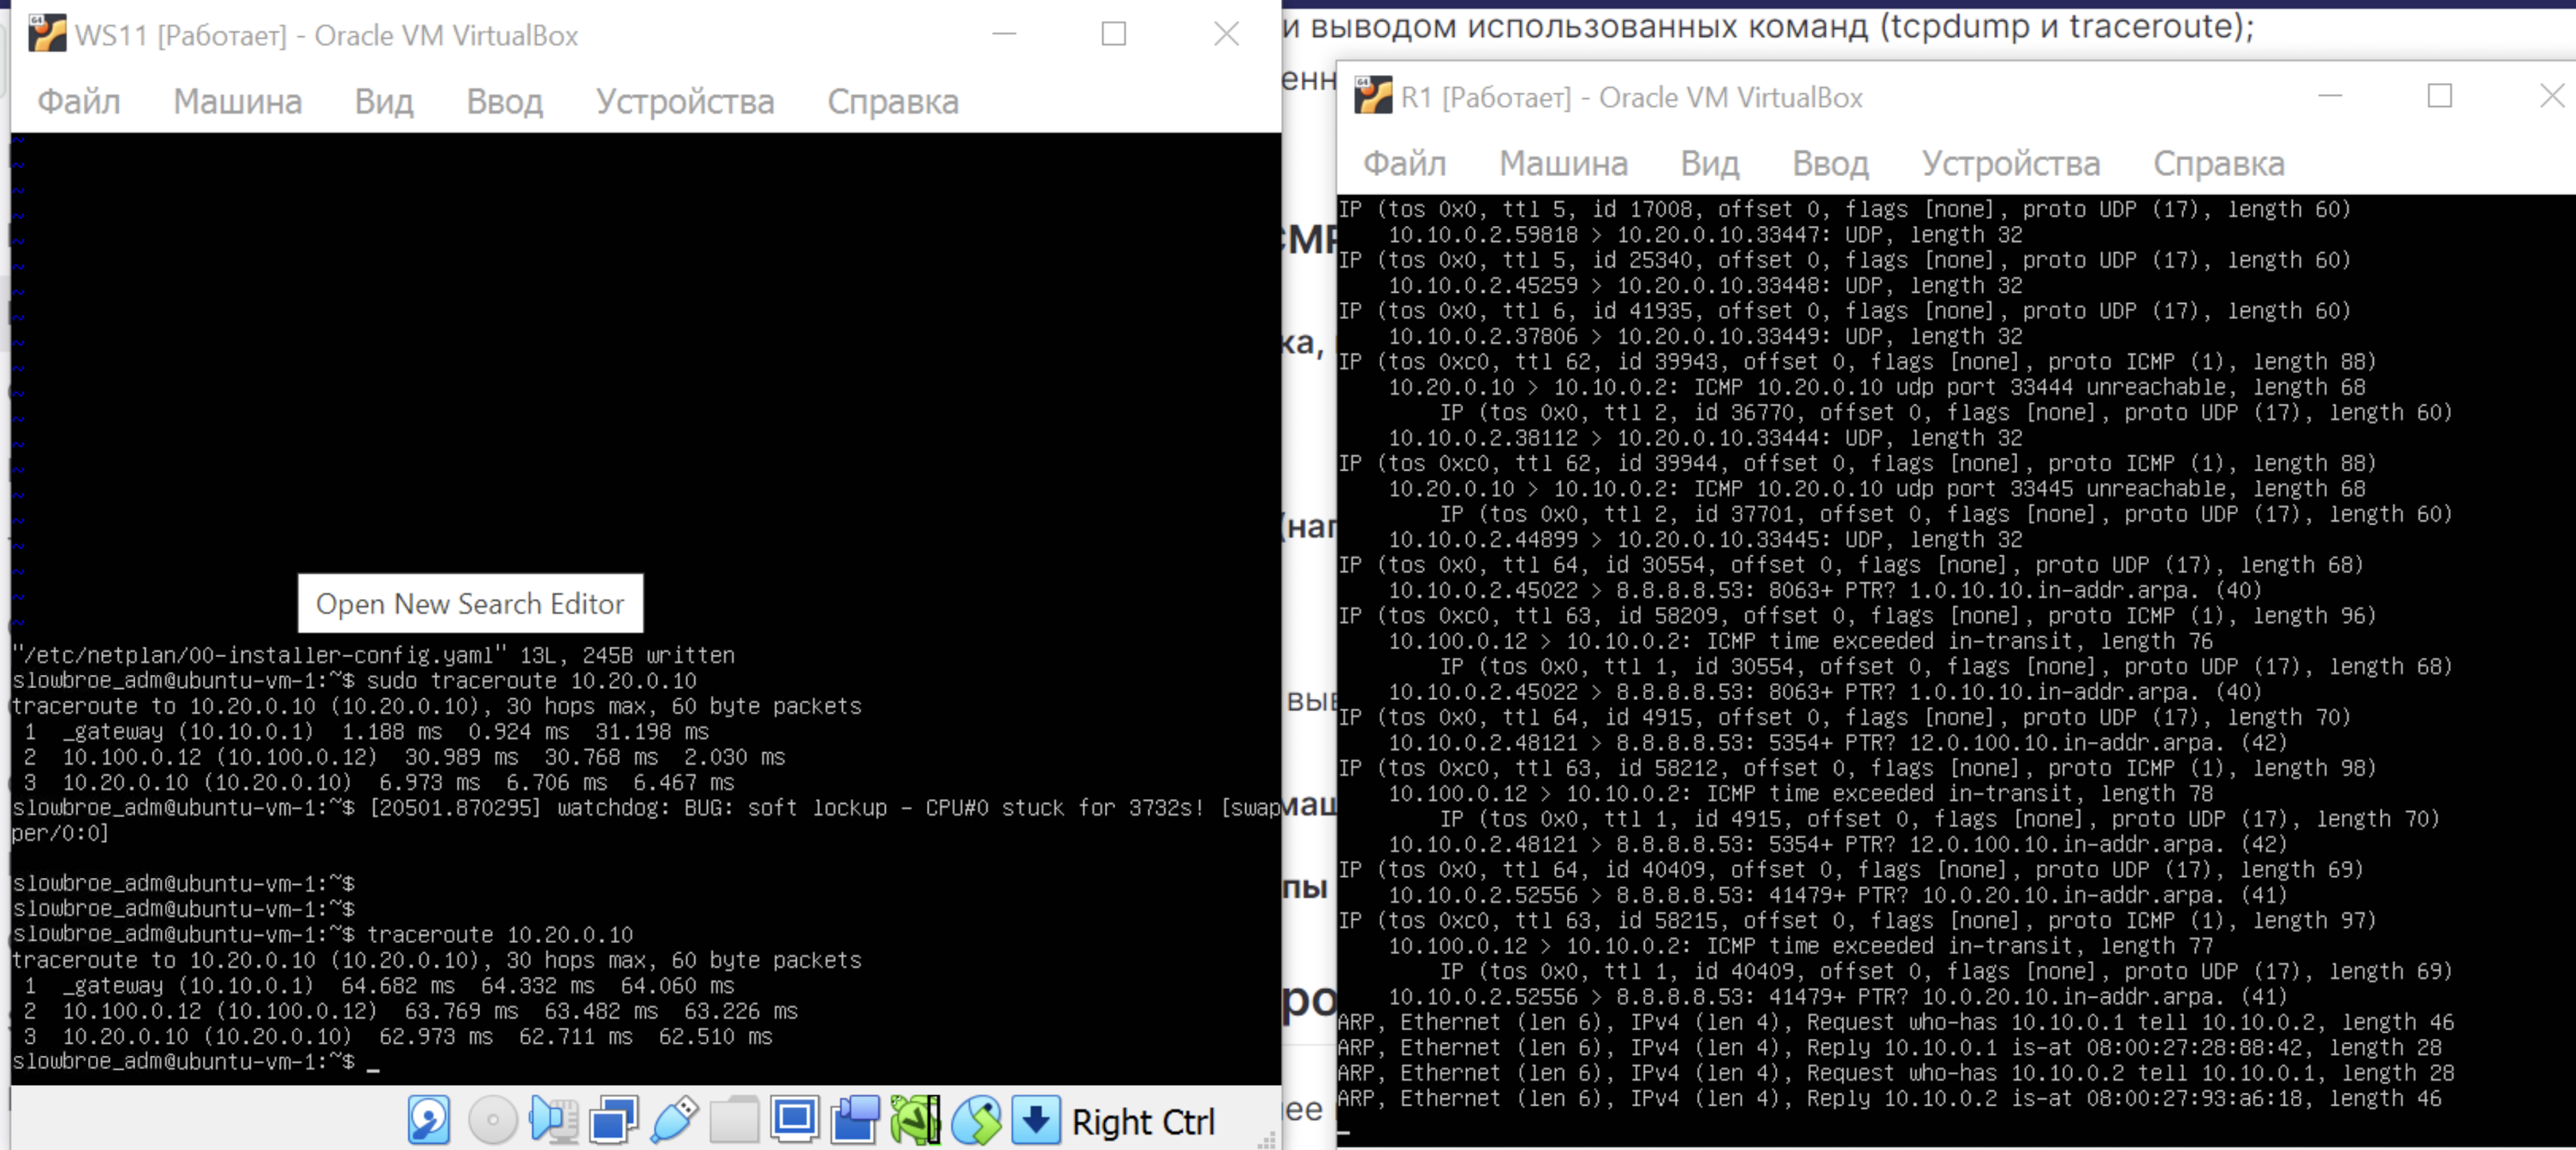 WS11 [Работает] - Oracle VM VirtualBox
Файл Машина Вид Ввод Устройства Справка
Open New Search Editor
"/etc/netplan/00-installer-config.yaml" 13L, 245B written
slowbroe_adm@ubuntu-vm-1:~$ sudo traceroute 10.20.0.10
traceroute to 10.20.0.10 (10.20.0.10), 30 hops max, 60 byte packets
1 _gateway (10.10.0.1) 1.188 ms 0.924 ms 31.198 ms
2 10.100.0.12 (10.100.0.12) 30.989 ms 30.768 ms 2.030 ms
3 10.20.0.10 (10.20.0.10) 6.973 ms 6.706 ms 6.467 ms
slowbroe_adm@ubuntu-vm-1:~$ [20501.870295] watchdog: BUG: soft lockup - CPU#0 stuck for 3732s! [swap
per/0:0]
slowbroe_adm@ubuntu-vm-1:~$
slowbroe_adm@ubuntu-vm-1:~$
slowbroe_adm@ubuntu-vm-1:~$ traceroute 10.20.0.10
traceroute to 10.20.0.10 (10.20.0.10), 30 hops max, 60 byte packets
1 _gateway (10.10.0.1) 64.682 ms 64.332 ms 64.060 ms
2 10.100.0.12 (10.100.0.12) 63.769 ms 63.482 ms 63.226 ms
3 10.20.0.10 (10.20.0.10) 62.973 ms 62.711 ms 62.510 ms
slowbroe_adm@ubuntu-vm-1:~$ _
Right Ctrl
и выводом использованных команд (tcpdump и traceroute);
R1 [Работает] - Oracle VM VirtualBox
Файл Машина Вид Ввод Устройства Справка
IP (tos 0x0, ttl 5, id 17008, offset 0, flags [none], proto UDP (17), length 60)
10.10.0.2.59818 > 10.20.0.10.33447: UDP, length 32
IP (tos 0x0, ttl 5, id 25340, offset 0, flags [none], proto UDP (17), length 60)
10.10.0.2.45259 > 10.20.0.10.33448: UDP, length 32
IP (tos 0x0, ttl 6, id 41935, offset 0, flags [none], proto UDP (17), length 60)
10.10.0.2.37806 > 10.20.0.10.33449: UDP, length 32
IP (tos 0xc0, ttl 62, id 39943, offset 0, flags [none], proto ICMP (1), length 88)
10.20.0.10 > 10.10.0.2: ICMP 10.20.0.10 udp port 33444 unreachable, length 68
IP (tos 0x0, ttl 2, id 36770, offset 0, flags [none], proto UDP (17), length 60)
10.10.0.2.38112 > 10.20.0.10.33444: UDP, length 32
IP (tos 0xc0, ttl 62, id 39944, offset 0, flags [none], proto ICMP (1), length 88)
10.20.0.10 > 10.10.0.2: ICMP 10.20.0.10 udp port 33445 unreachable, length 68
IP (tos 0x0, ttl 2, id 37701, offset 0, flags [none], proto UDP (17), length 60)
10.10.0.2.44899 > 10.20.0.10.33445: UDP, length 32
IP (tos 0x0, ttl 64, id 30554, offset 0, flags [none], proto UDP (17), length 68)
10.10.0.2.45022 > 8.8.8.8.53: 8063+ PTR? 1.0.10.10.in-addr.arpa. (40)
IP (tos 0xc0, ttl 63, id 58209, offset 0, flags [none], proto ICMP (1), length 96)
10.100.0.12 > 10.10.0.2: ICMP time exceeded in-transit, length 76
IP (tos 0x0, ttl 1, id 30554, offset 0, flags [none], proto UDP (17), length 68)
10.10.0.2.45022 > 8.8.8.8.53: 8063+ PTR? 1.0.10.10.in-addr.arpa. (40)
IP (tos 0x0, ttl 64, id 4915, offset 0, flags [none], proto UDP (17), length 70)
10.10.0.2.48121 > 8.8.8.8.53: 5354+ PTR? 12.0.100.10.in-addr.arpa. (42)
IP (tos 0xc0, ttl 63, id 58212, offset 0, flags [none], proto ICMP (1), length 98)
10.100.0.12 > 10.10.0.2: ICMP time exceeded in-transit, length 78
IP (tos 0x0, ttl 1, id 4915, offset 0, flags [none], proto UDP (17), length 70)
10.10.0.2.48121 > 8.8.8.8.53: 5354+ PTR? 12.0.100.10.in-addr.arpa. (42)
IP (tos 0x0, ttl 64, id 40409, offset 0, flags [none], proto UDP (17), length 69)
10.10.0.2.52556 > 8.8.8.8.53: 41479+ PTR? 10.0.20.10.in-addr.arpa. (41)
IP (tos 0xc0, ttl 63, id 58215, offset 0, flags [none], proto ICMP (1), length 97)
10.100.0.12 > 10.10.0.2: ICMP time exceeded in-transit, length 77
IP (tos 0x0, ttl 1, id 40409, offset 0, flags [none], proto UDP (17), length 69)
10.10.0.2.52556 > 8.8.8.8.53: 41479+ PTR? 10.0.20.10.in-addr.arpa. (41)
ARP, Ethernet (len 6), IPv4 (len 4), Request who-has 10.10.0.1 tell 10.10.0.2, length 46
ARP, Ethernet (len 6), IPv4 (len 4), Reply 10.10.0.1 is-at 08:00:27:28:88:42, length 28
ARP, Ethernet (len 6), IPv4 (len 4), Request who-has 10.10.0.2 tell 10.10.0.1, length 28
ARP, Ethernet (len 6), IPv4 (len 4), Reply 10.10.0.2 is-at 08:00:27:93:a6:18, length 46